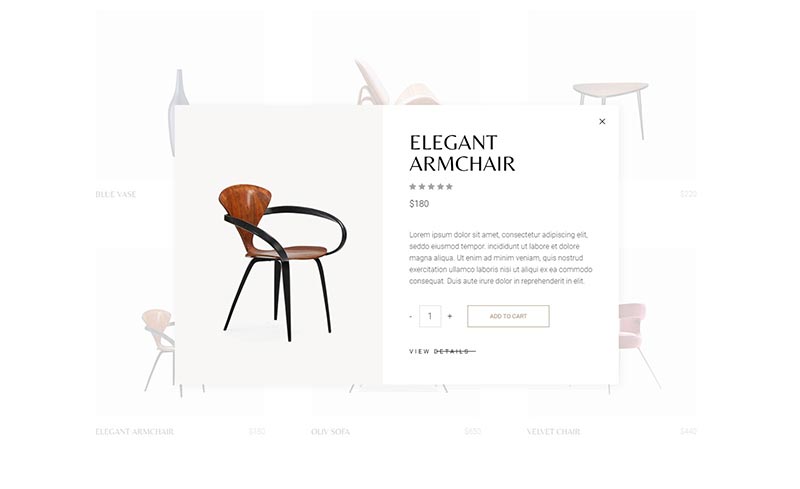 BLUE VASE
$220
×
ELEGANT
ARMCHAIR
$180
Lorem ipsum dolor sit amet, consectetur adipiscing elit,
seddo eiusmod tempor. incididunt ut labore et dolore
magna aliqua. Ut enim ad minim veniam, quis nostrud
exercitation ullamco laboris nisi ut aliqui ex ea commodo
consequat. Duis aute irure dolor in reprehenderit in elit.
- 1 +
ADD TO CART
VIEW DETAILS
ELEGANT ARMCHAIR
$180
OLIV SOFA
$650
VELVET CHAIR
$440